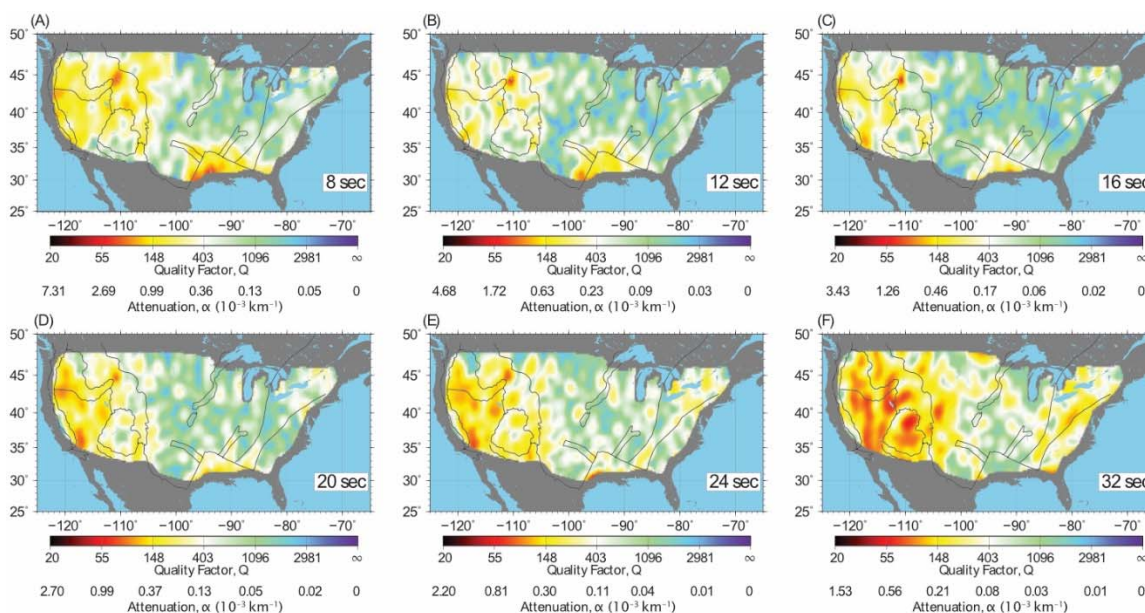 (A) (B) (C)
50° 50° 50°
45° 45° 45°
40° 40° 40°
35° 35° 35°
30° 30° 30°
25° 25° 25°
8 sec 12 sec 16 sec
−120° −110° −100° −90° −80° −70° −120° −110° −100° −90° −80° −70° −120° −110° −100° −90° −80° −70°
20 55 148 403 1096 2981 ∞ 20 55 148 403 1096 2981 ∞ 20 55 148 403 1096 2981 ∞
Quality Factor, Q Quality Factor, Q Quality Factor, Q
7.31 2.69 0.99 0.36 0.13 0.05 0 4.68 1.72 0.63 0.23 0.09 0.03 0 3.43 1.26 0.46 0.17 0.06 0.02 0
Attenuation, α (10⁻³ km⁻¹) Attenuation, α (10⁻³ km⁻¹) Attenuation, α (10⁻³ km⁻¹)
(D) (E) (F)
50° 50° 50°
45° 45° 45°
40° 40° 40°
35° 35° 35°
30° 30° 30°
25° 25° 25°
20 sec 24 sec 32 sec
−120° −110° −100° −90° −80° −70° −120° −110° −100° −90° −80° −70° −120° −110° −100° −90° −80° −70°
20 55 148 403 1096 2981 ∞ 20 55 148 403 1096 2981 ∞ 20 55 148 403 1096 2981 ∞
Quality Factor, Q Quality Factor, Q Quality Factor, Q
2.70 0.99 0.37 0.13 0.05 0.02 0 2.20 0.81 0.30 0.11 0.04 0.01 0 1.53 0.56 0.21 0.08 0.03 0.01 0
Attenuation, α (10⁻³ km⁻¹) Attenuation, α (10⁻³ km⁻¹) Attenuation, α (10⁻³ km⁻¹)